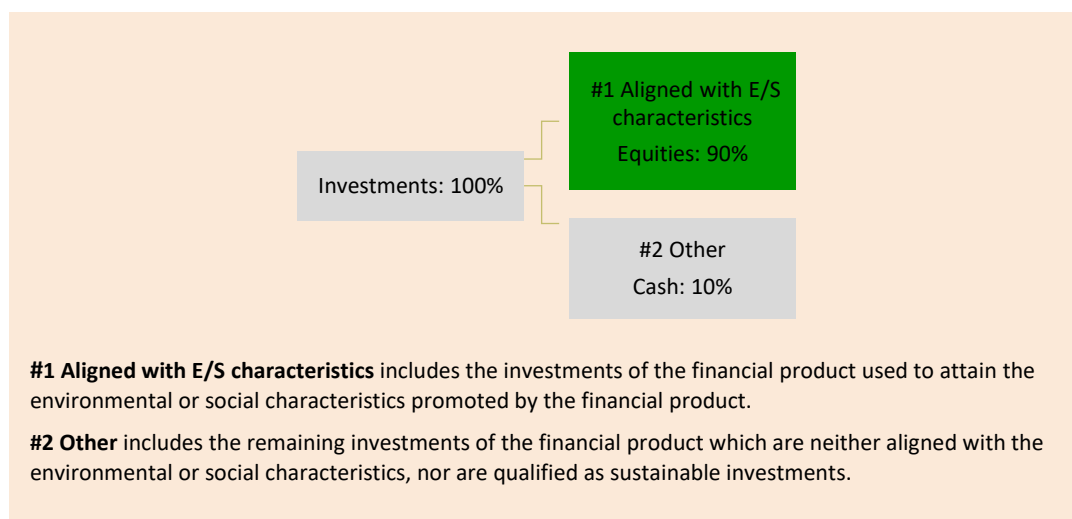 #1 Aligned with E/S
characteristics
Equities: 90%
Investments: 100%
#2 Other
Cash: 10%
#1 Aligned with E/S characteristics includes the investments of the financial product used to attain the
environmental or social characteristics promoted by the financial product.
#2 Other includes the remaining investments of the financial product which are neither aligned with the
environmental or social characteristics, nor are qualified as sustainable investments.